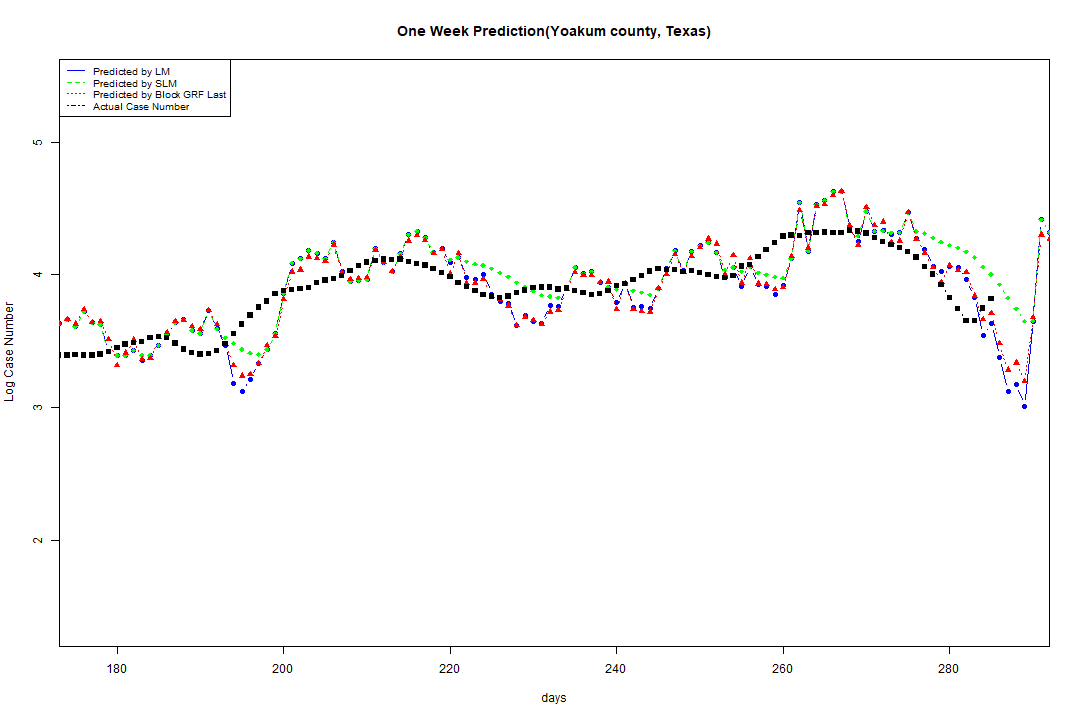 One Week Prediction(Yoakum county, Texas)
Predicted by LM
Predicted by SLM
Predicted by Block GRF Last
Actual Case Number
5
4
3
2
Log Case Number
180
200
220
240
260
280
days